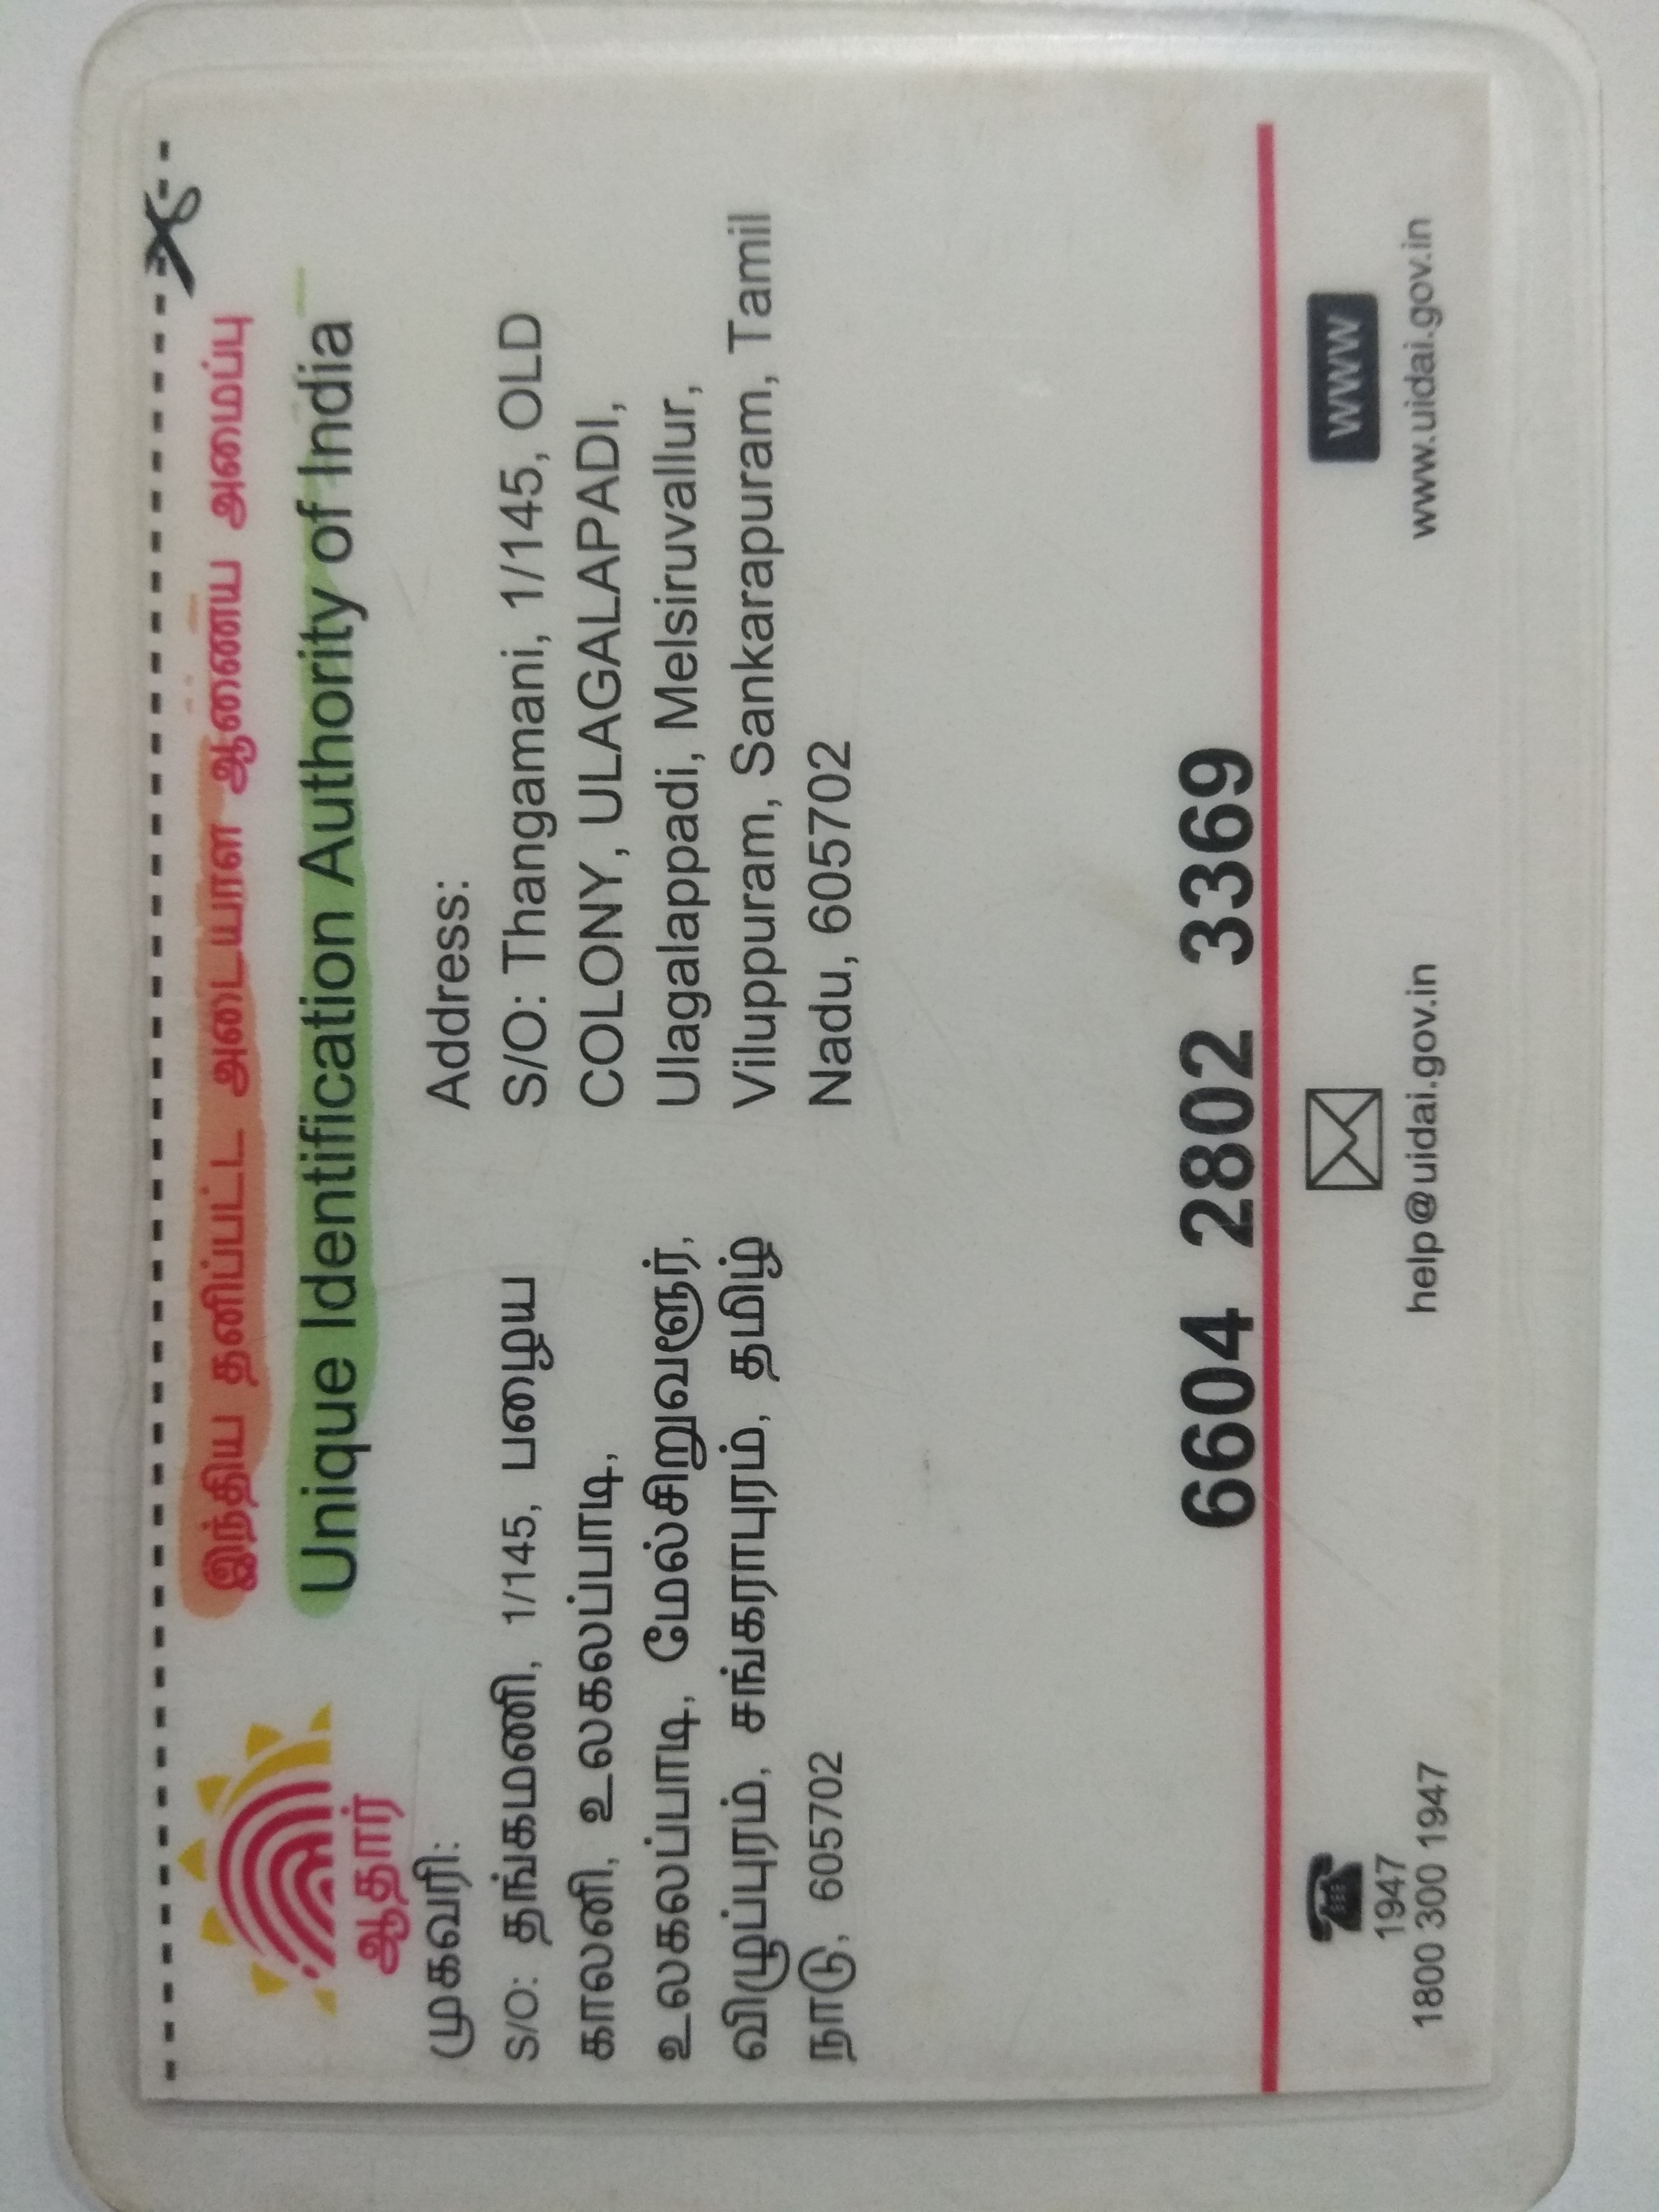 இந்திய தனிப்பட்ட அடையாள ஆணைய அமைப்பு
Unique Identification Authority of India
ஆதார்
முகவரி:
S/O: தங்கமணி, 1/145, பழைய
காலனி, உலகலப்பாடி,
உலகலப்பாடி, மேல்சிறுவளூர்,
விழுப்புரம், சங்கராபுரம், தமிழ்
நாடு, 605702
Address:
S/O: Thangamani, 1/145, OLD
COLONY, ULAGALAPADI,
Ulagalappadi, Melsiruvallur,
Viluppuram, Sankarapuram, Tamil
Nadu, 605702
6604 2802 3369
1947
1800 300 1947
help@uidai.gov.in
www
www.uidai.gov.in